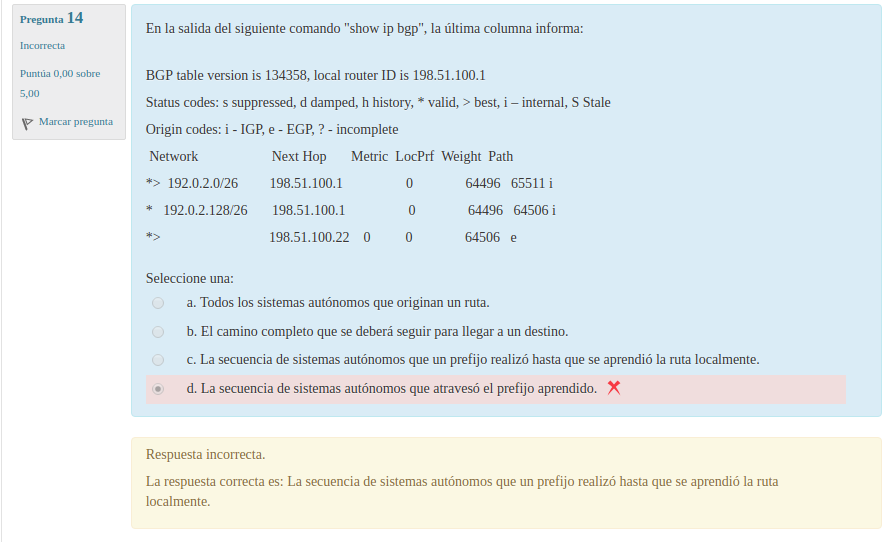 Pregunta 14
Incorrecta
Puntúa 0,00 sobre
5,00
Marcar pregunta
En la salida del siguiente comando "show ip bgp", la última columna informa:
BGP table version is 134358, local router ID is 198.51.100.1
Status codes: s suppressed, d damped, h history, * valid, > best, i – internal, S Stale
Origin codes: i - IGP, e - EGP, ? - incomplete
Network Next Hop Metric LocPrf Weight Path
*> 192.0.2.0/26 198.51.100.1 0 64496 65511 i
* 192.0.2.128/26 198.51.100.1 0 64496 64506 i
*> 198.51.100.22 0 0 64506 e
Seleccione una:
a. Todos los sistemas autónomos que originan un ruta.
b. El camino completo que se deberá seguir para llegar a un destino.
c. La secuencia de sistemas autónomos que un prefijo realizó hasta que se aprendió la ruta localmente.
d. La secuencia de sistemas autónomos que atravesó el prefijo aprendido.
Respuesta incorrecta.
La respuesta correcta es: La secuencia de sistemas autónomos que un prefijo realizó hasta que se aprendió la ruta
localmente.